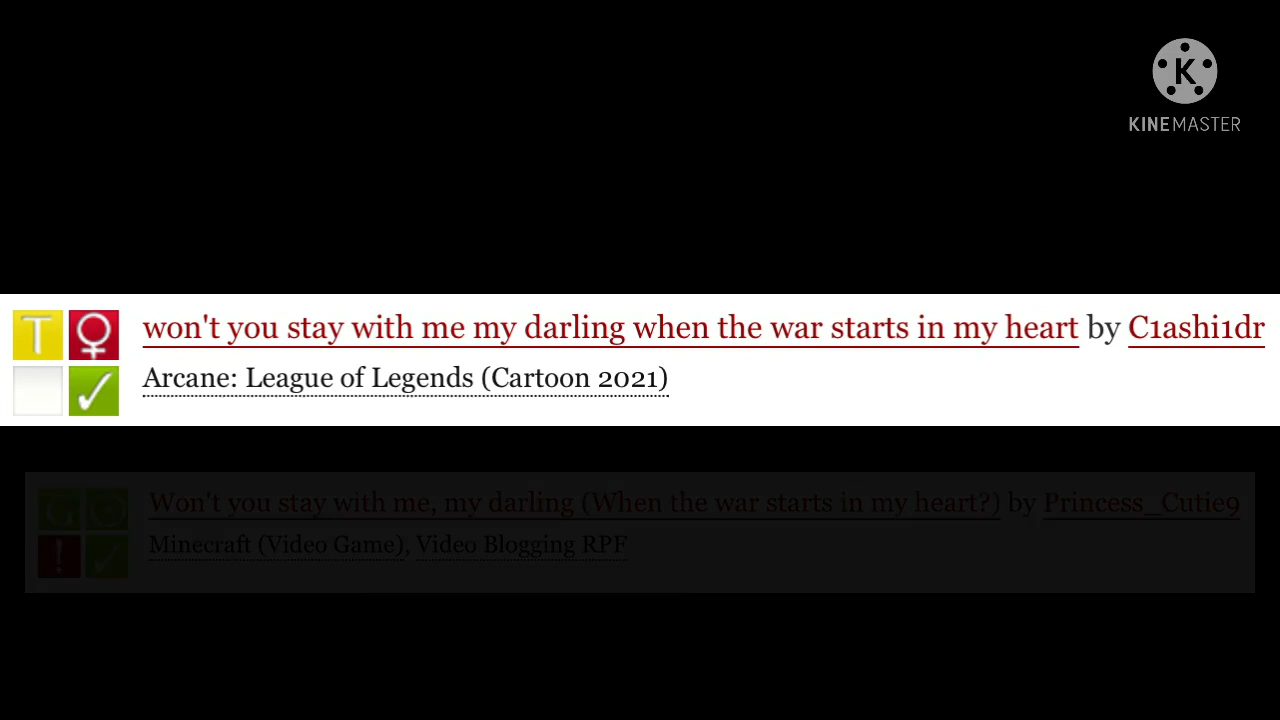 K
KINEMASTER
T
won't you stay with me my darling when the war starts in my heart by C1ashi1dr
Arcane: League of Legends (Cartoon 2021)
Won't you stay with me, my darling (When the war starts in my heart?) by Princess_Cutie9
!
Minecraft (Video Game), Video Blogging RPF